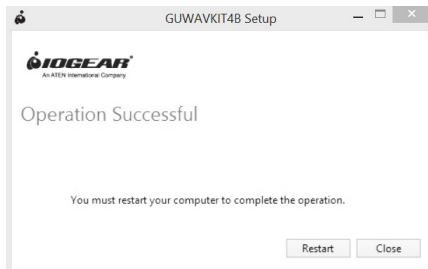 GUWAVKIT4B Setup
IOGEAR
An ATEN International Company
Operation Successful
You must restart your computer to complete the operation.
Restart Close